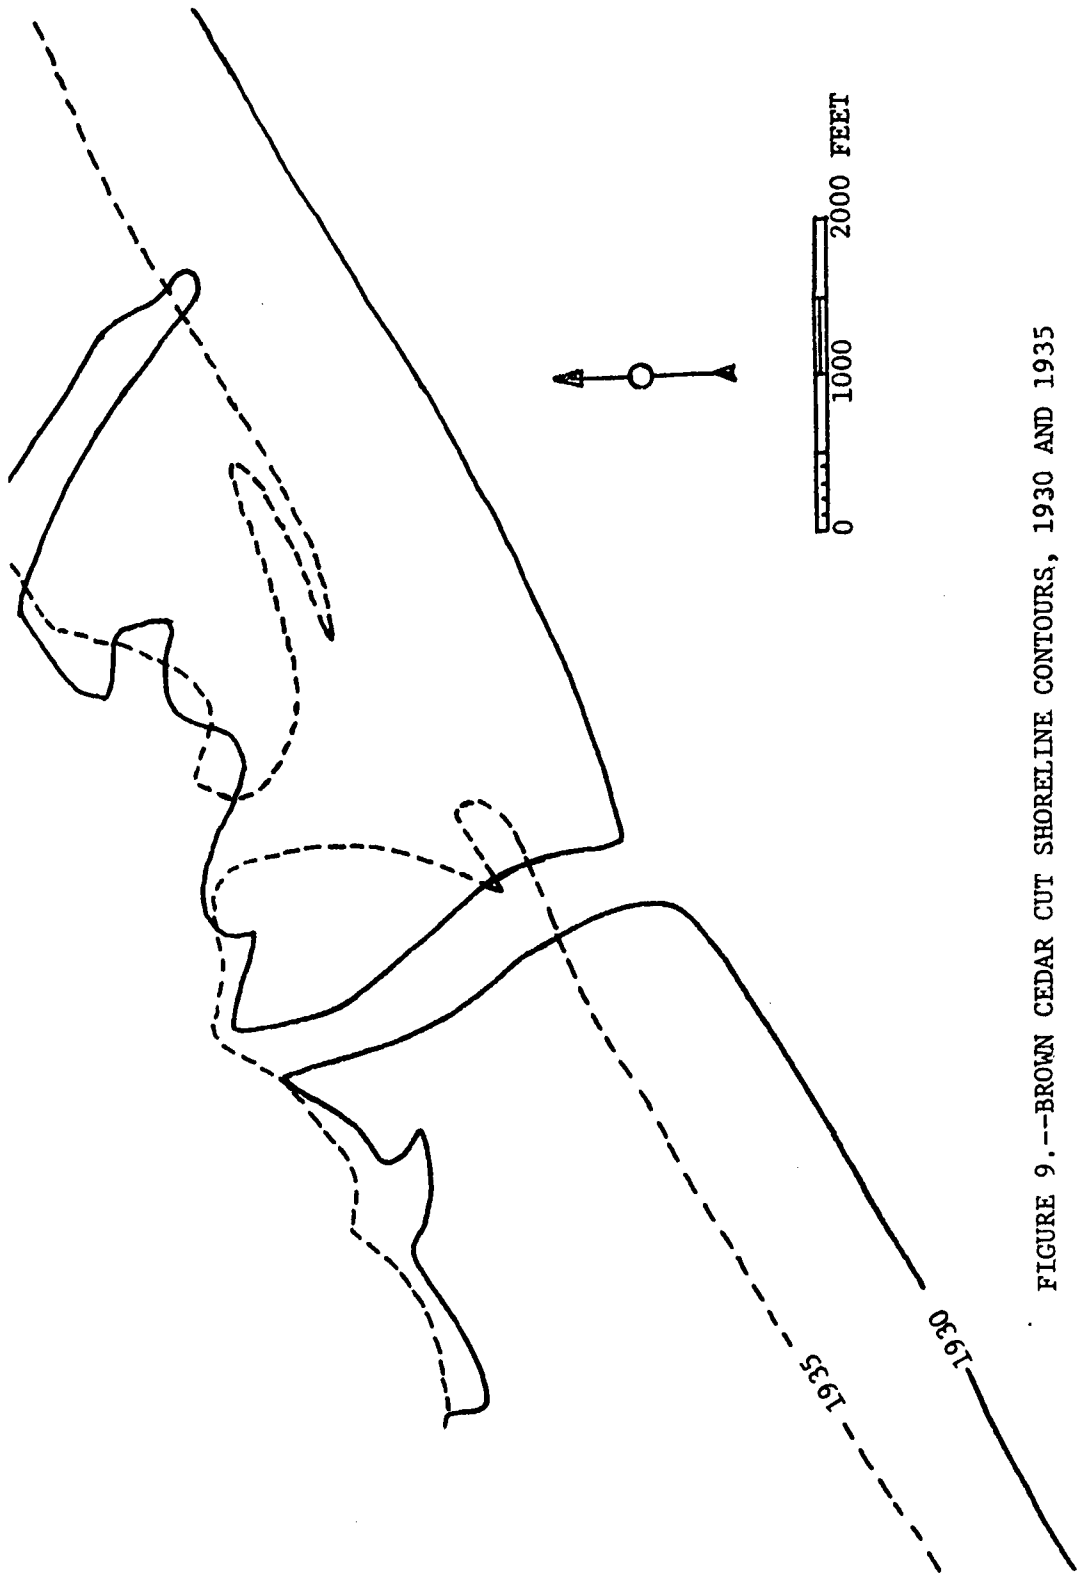 1935
1930
0 1000 2000 FEET
FIGURE 9.--BROWN CEDAR CUT SHORELINE CONTOURS, 1930 AND 1935